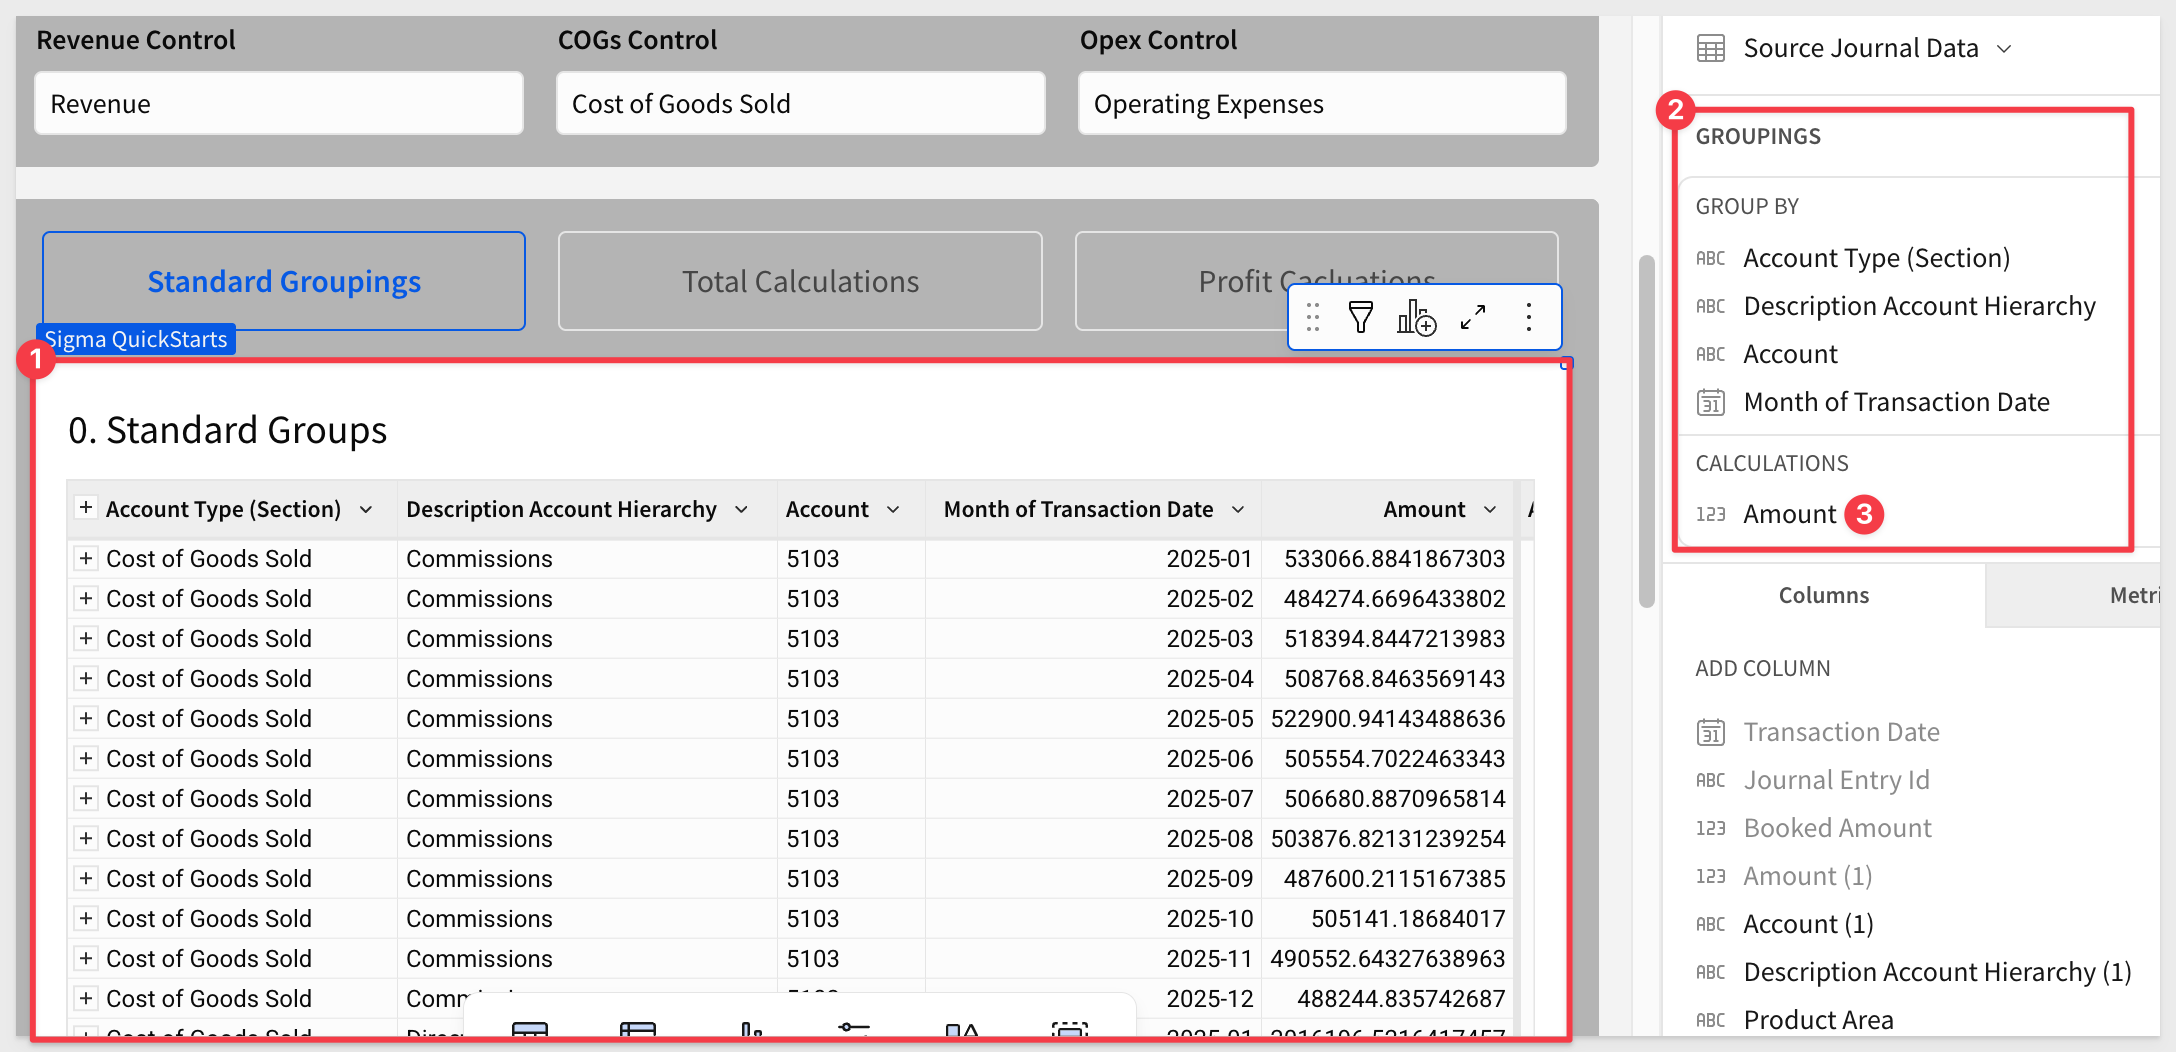 Revenue Control
COGs Control
Opex Control
Revenue
Cost of Goods Sold
Operating Expenses
Standard Groupings
Total Calculations
Profit Cacluations
Sigma QuickStarts
1
0. Standard Groups
Account Type (Section) Description Account Hierarchy Account Month of Transaction Date Amount
Cost of Goods Sold Commissions 5103 2025-01 533066.8841867303
Cost of Goods Sold Commissions 5103 2025-02 484274.6696433802
Cost of Goods Sold Commissions 5103 2025-03 518394.8447213983
Cost of Goods Sold Commissions 5103 2025-04 508768.8463569143
Cost of Goods Sold Commissions 5103 2025-05 522900.94143488636
Cost of Goods Sold Commissions 5103 2025-06 505554.7022463343
Cost of Goods Sold Commissions 5103 2025-07 506680.8870965814
Cost of Goods Sold Commissions 5103 2025-08 503876.82131239254
Cost of Goods Sold Commissions 5103 2025-09 487600.2115167385
Cost of Goods Sold Commissions 5103 2025-10 505141.18684017
Cost of Goods Sold Commissions 5103 2025-11 490552.64327638963
Cost of Goods Sold 2025-12 488244.835742687
Cost of Goods Sold
Source Journal Data
2
GROUPINGS
GROUP BY
ABC Account Type (Section)
ABC Description Account Hierarchy
ABC Account
31 Month of Transaction Date
CALCULATIONS
123 Amount 3
Columns
Metri
ADD COLUMN
31 Transaction Date
ABC Journal Entry Id
123 Booked Amount
123 Amount (1)
ABC Account (1)
ABC Description Account Hierarchy (1)
ABC Product Area